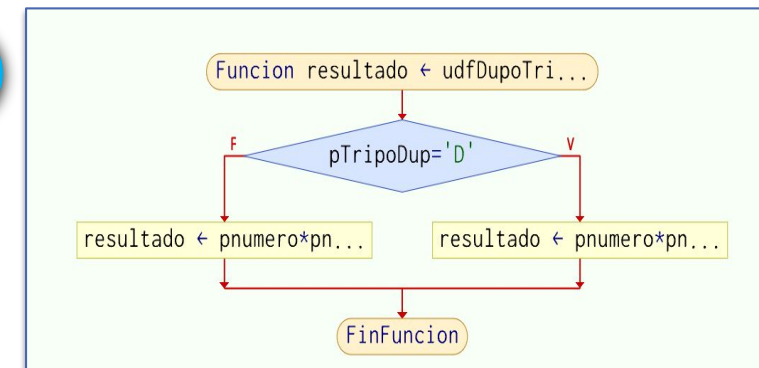 Funcion resultado ← udfDupoTri...
pTripoDup='D'
F
V
resultado ← pnumero*pn...
resultado ← pnumero*pn...
FinFuncion